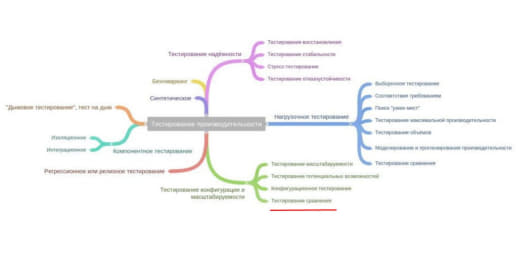 Тестирование восстановления
Тестирование надёжности
Тестирование стабильности
Стресс-тестирование
Тестирование отказоустойчивости
Бенчмаркинг
Синтетическое
"Дымовое тестирование", тест на дым
Тестирование производительности
Нагрузочное тестирование
Выборочное тестирование
Соответствие требованиям
Поиск "узких мест"
Тестирование максимальной производительности
Тестирование объемов
Моделирование и прогнозирование производительности
Тестирование сравнения
Изоляционное
Интеграционное
Компонентное тестирование
Регрессионное или релизное тестирование
Тестирование конфигурации и
масштабируемости
Тестирование масштабируемости
Тестирование потенциальных возможностей
Конфигурационное тестирование
Тестирование сравнения